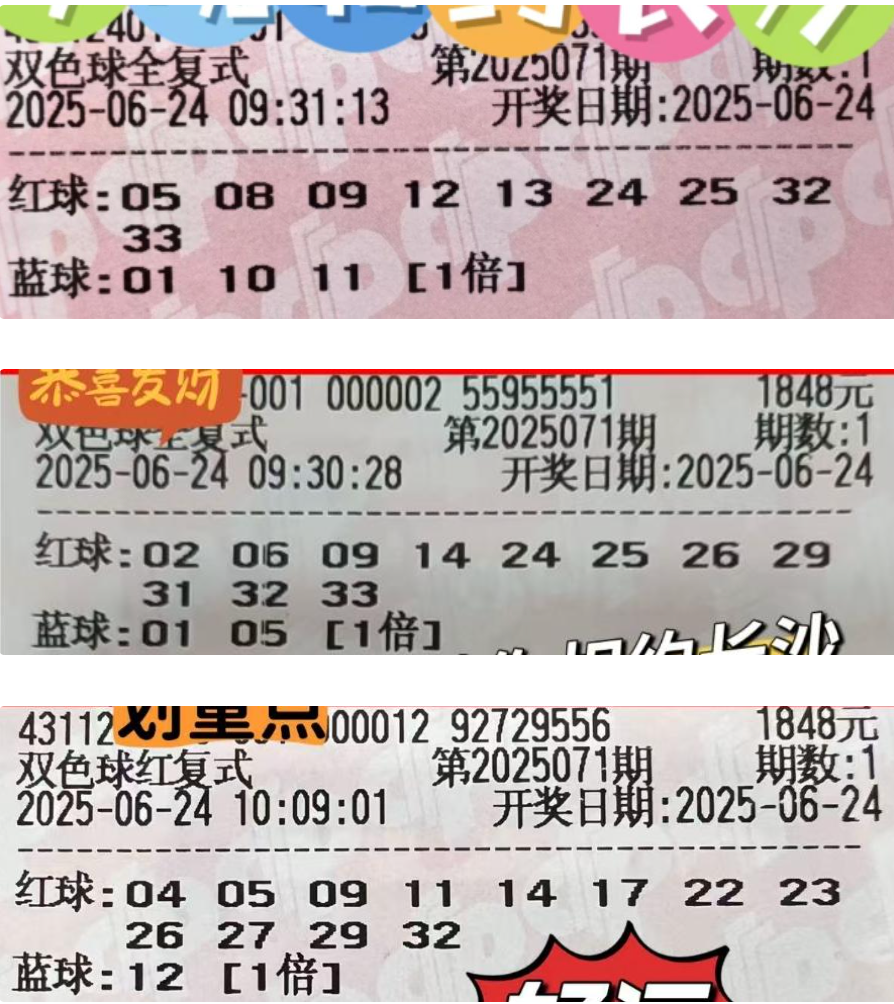 双色球全复式 第2025071期 期数:1
2025-06-24 09:31:13 开奖日期:2025-06-24
红球:05 08 09 12 13 24 25 32
33
蓝球:01 10 11 [1倍]
恭喜发财
-001 000002 55955551 1848元
双色球全复式 第2025071期 期数:1
2025-06-24 09:30:28 开奖日期:2025-06-24
红球:02 06 09 14 24 25 26 29
31 32 33
蓝球:01 05 [1倍]
相约长沙
划重点
43112 000012 92729556 1848元
双色球红复式 第2025071期 期数:1
2025-06-24 10:09:01 开奖日期:2025-06-24
红球:04 05 09 11 14 17 22 23
26 27 29 32
蓝球:12 [1倍]
好运